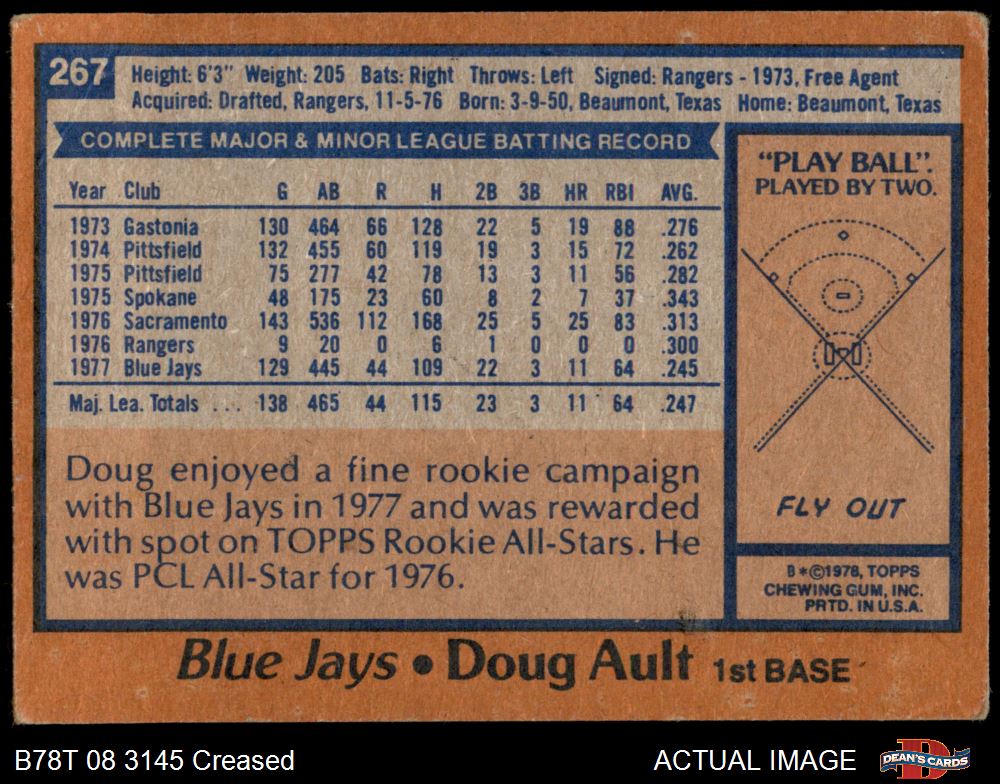 267
Height: 6'3" Weight: 205 Bats: Right Throws: Left Signed: Rangers - 1973, Free Agent
Acquired: Drafted, Rangers, 11-5-76 Born: 3-9-50, Beaumont, Texas Home: Beaumont, Texas
COMPLETE MAJOR & MINOR LEAGUE BATTING RECORD
Year Club G AB R H 2B 3B HR RBI AVG.
1973 Gastonia 130 464 66 128 22 5 19 88 .276
1974 Pittsfield 132 455 60 119 19 3 15 72 .262
1975 Pittsfield 75 277 42 78 13 3 11 56 .282
1975 Spokane 48 175 23 60 8 2 7 37 .343
1976 Sacramento 143 536 112 168 25 5 25 83 .313
1976 Rangers 9 20 0 6 1 0 0 0 .300
1977 Blue Jays 129 445 44 109 22 3 11 64 .245
Maj. Lea. Totals ... 138 465 44 115 23 3 11 64 .247
Doug enjoyed a fine rookie campaign
with Blue Jays in 1977 and was rewarded
with spot on TOPPS Rookie All-Stars. He
was PCL All-Star for 1976.
"PLAY BALL".
PLAYED BY TWO.
FLY OUT
B*©1978, TOPPS
CHEWING GUM, INC.
PRTD. IN U.S.A.
Blue Jays • Doug Ault 1st BASE
B78T 08 3145 Creased
ACTUAL IMAGE
D
DEAN'S CARDS